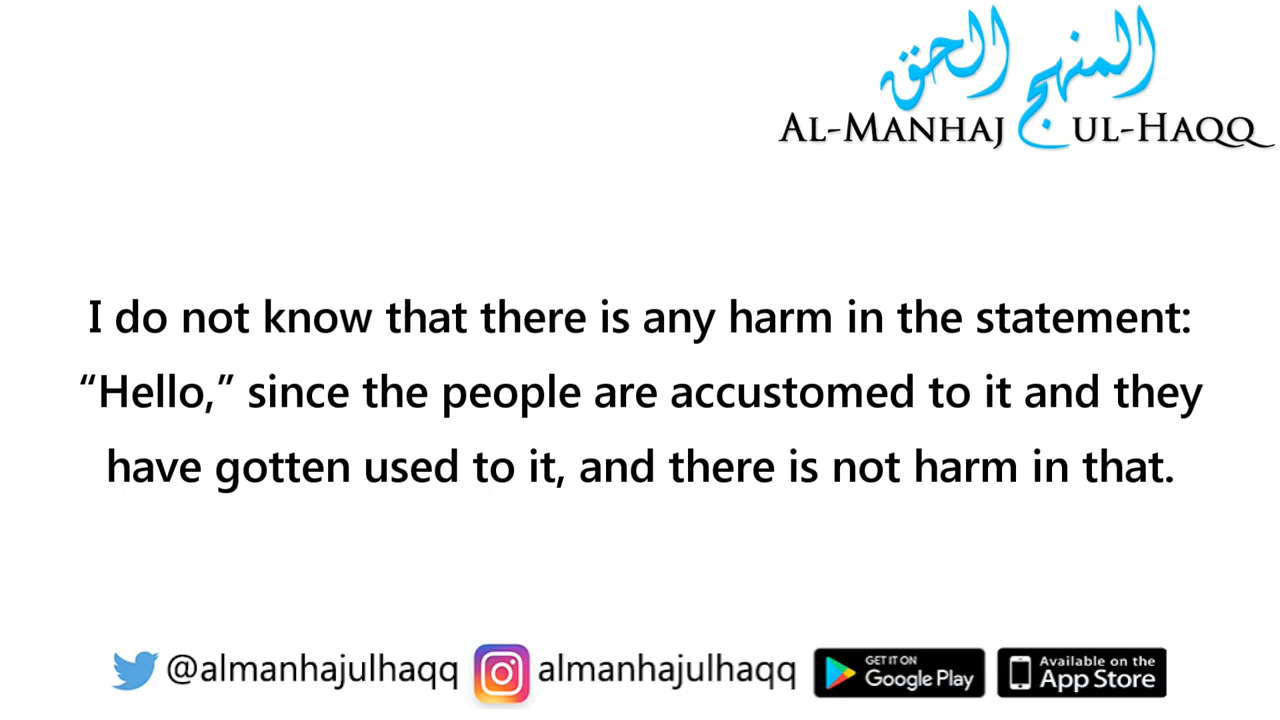 المنهج الحق
AL-MANHAJ UL-HAQQ
I do not know that there is any harm in the statement:
“Hello,” since the people are accustomed to it and they
have gotten used to it, and there is not harm in that.
@almanhajulhaqq almanhajulhaqq GET IT ON Google Play Available on the App Store